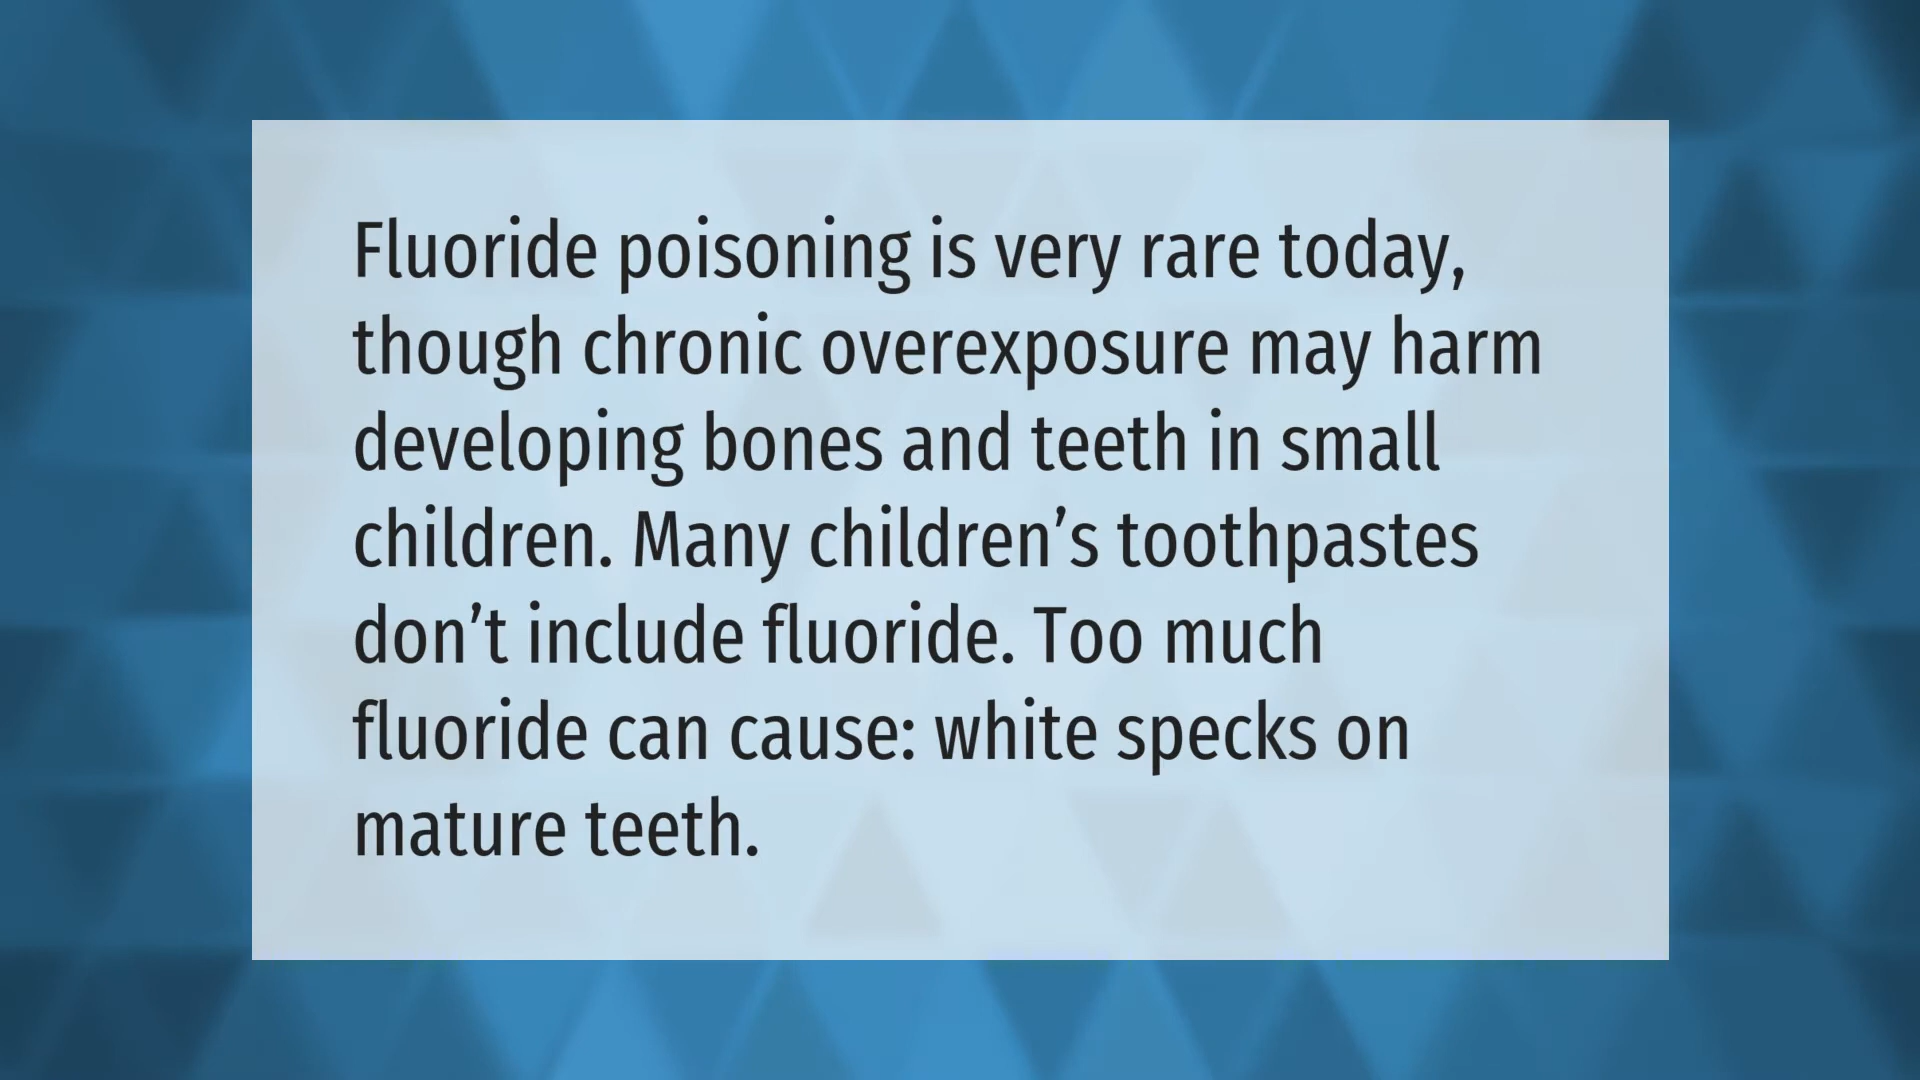 Fluoride poisoning is very rare today,
though chronic overexposure may harm
developing bones and teeth in small
children. Many children’s toothpastes
don’t include fluoride. Too much
fluoride can cause: white specks on
mature teeth.